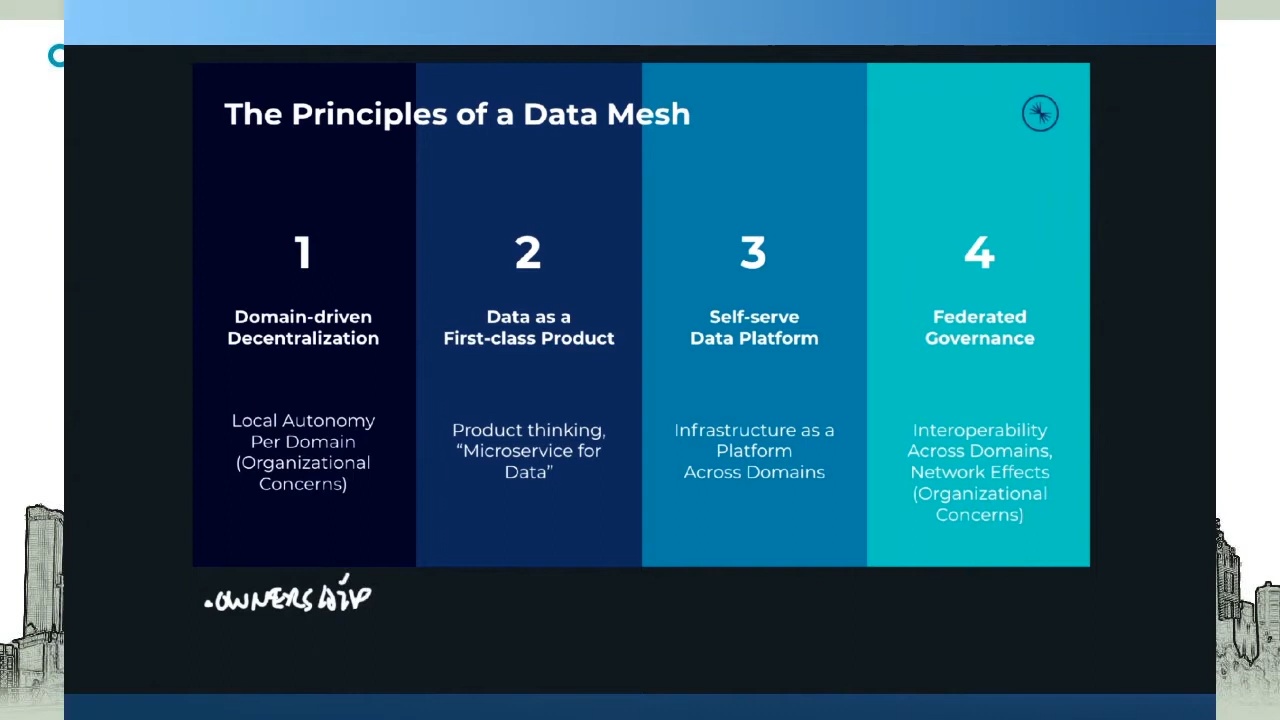 The Principles of a Data Mesh
1
Domain-driven
Decentralization
Local Autonomy
Per Domain
(Organizational
Concerns)
2
Data as a
First-class Product
Product thinking,
“Microservice for
Data”
3
Self-serve
Data Platform
Infrastructure as a
Platform
Across Domains
4
Federated
Governance
Interoperability
Across Domains,
Network Effects
(Organizational
Concerns)
.OWNERSHIP